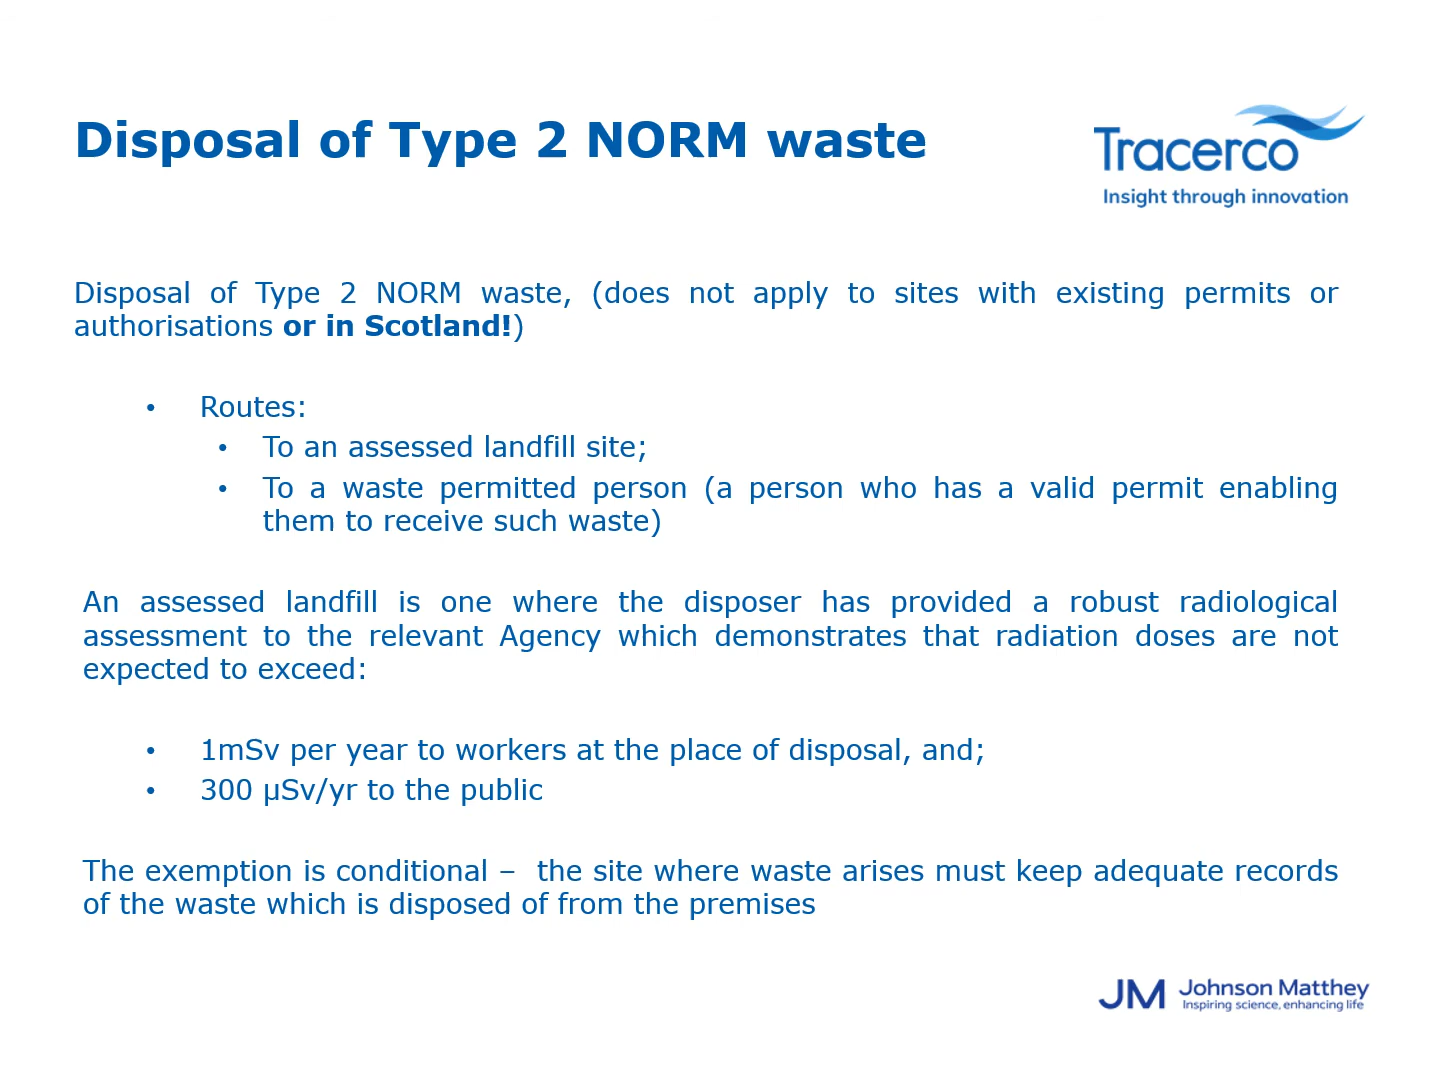 Disposal of Type 2 NORM waste
Tracerco
Insight through innovation
Disposal of Type 2 NORM waste, (does not apply to sites with existing permits or
authorisations or in Scotland!)
• Routes:
• To an assessed landfill site;
• To a waste permitted person (a person who has a valid permit enabling
them to receive such waste)
An assessed landfill is one where the disposer has provided a robust radiological
assessment to the relevant Agency which demonstrates that radiation doses are not
expected to exceed:
• 1mSv per year to workers at the place of disposal, and;
• 300 µSv/yr to the public
The exemption is conditional –  the site where waste arises must keep adequate records
of the waste which is disposed of from the premises
JM Johnson Matthey
Inspiring science, enhancing life